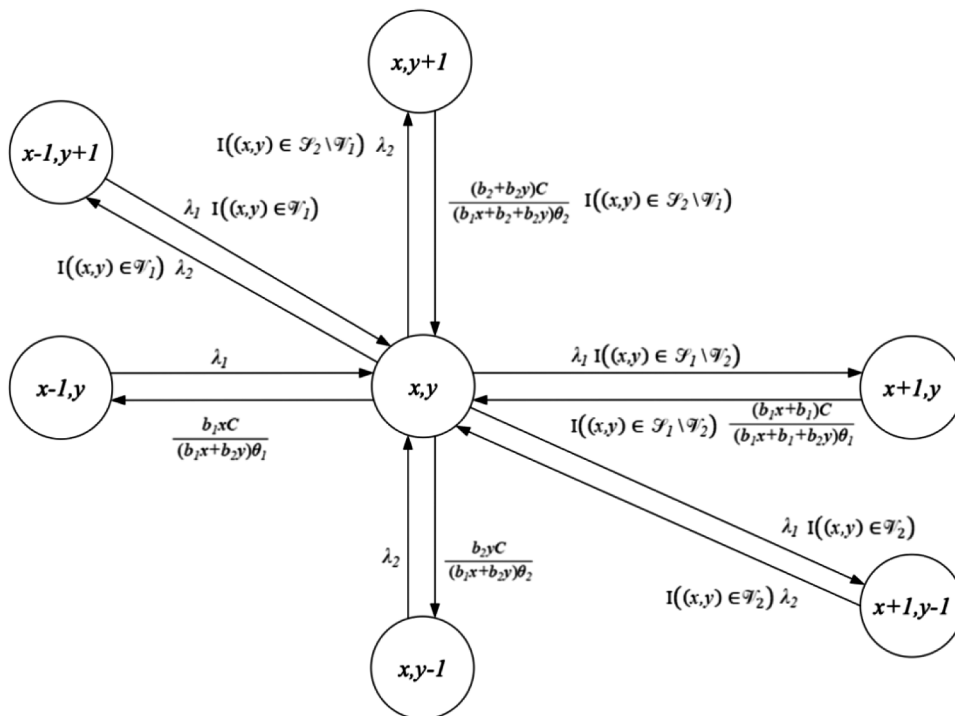 x,y+1
x-1,y+1
I((x,y) ∈ 𝒮₂\𝒱₁) λ₂
(b₂+b₂y)C/(b₁x+b₂+b₂y)θ₂ I((x,y) ∈ 𝒮₂\𝒱₁)
λ₁ I((x,y) ∈ 𝒱₁)
I((x,y) ∈ 𝒱₁) λ₂
x-1,y
λ₁
b₁xC/(b₁x+b₂y)θ₁
x,y
λ₁ I((x,y) ∈ 𝒮₁\𝒱₂)
I((x,y) ∈ 𝒮₁\𝒱₂) (b₁x+b₁)C/(b₁x+b₁+b₂y)θ₁
x+1,y
λ₂
b₂yC/(b₁x+b₂y)θ₂
λ₁ I((x,y) ∈ 𝒱₂)
I((x,y) ∈ 𝒱₂) λ₂
x+1,y-1
x,y-1